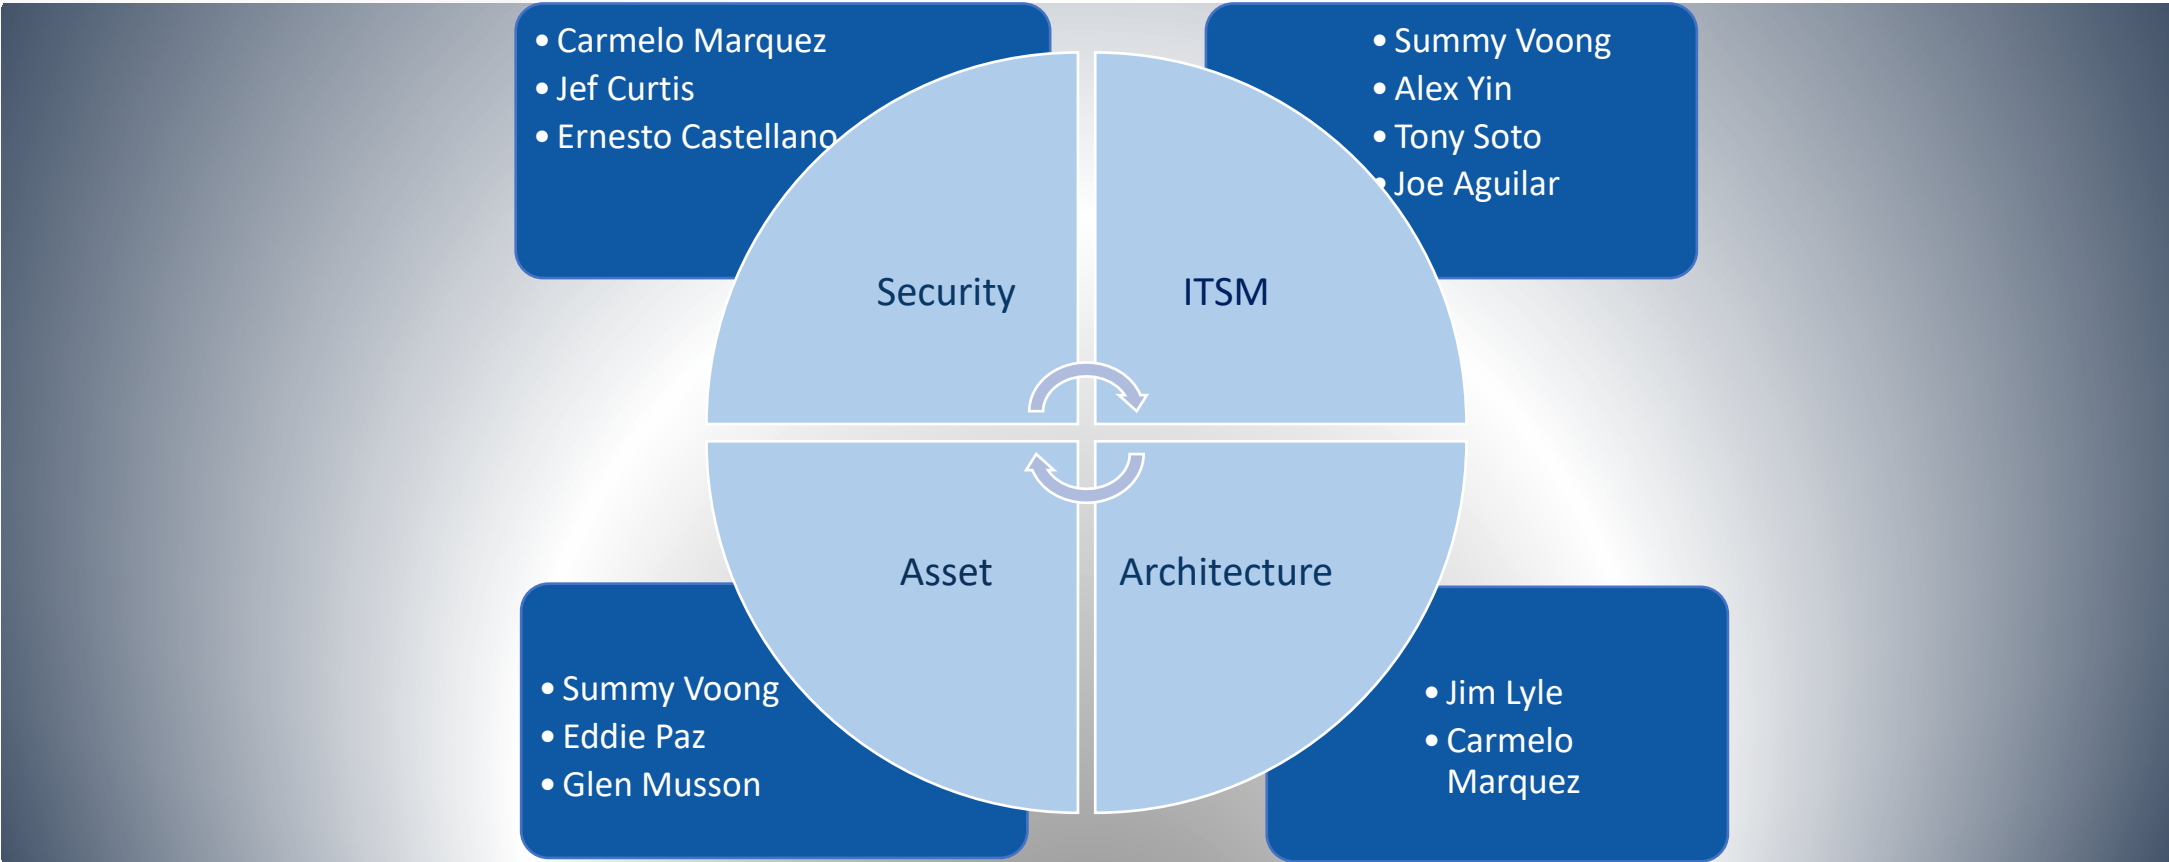 • Carmelo Marquez
• Jef Curtis
• Ernesto Castellano
• Summy Voong
• Alex Yin
• Tony Soto
• Joe Aguilar
Security
ITSM
Asset
Architecture
• Summy Voong
• Eddie Paz
• Glen Musson
• Jim Lyle
• Carmelo
Marquez